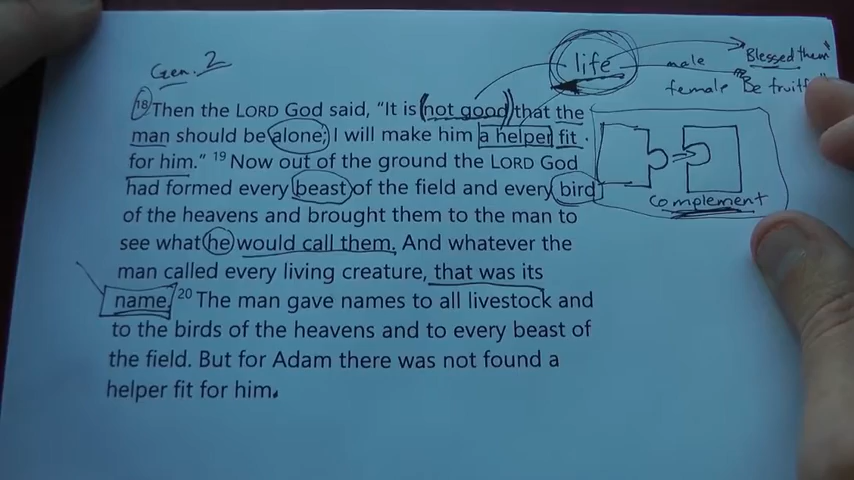 Gen. 2
life
male
Blessed them"
female
"Be
complement
18 Then the LORD God said, "It is not good that the
man should be alone; I will make him a helper fit
for him." 19 Now out of the ground the LORD God
had formed every beast of the field and every bird
of the heavens and brought them to the man to
see what he would call them. And whatever the
man called every living creature, that was its
name. 20 The man gave names to all livestock and
to the birds of the heavens and to every beast of
the field. But for Adam there was not found a
helper fit for him.